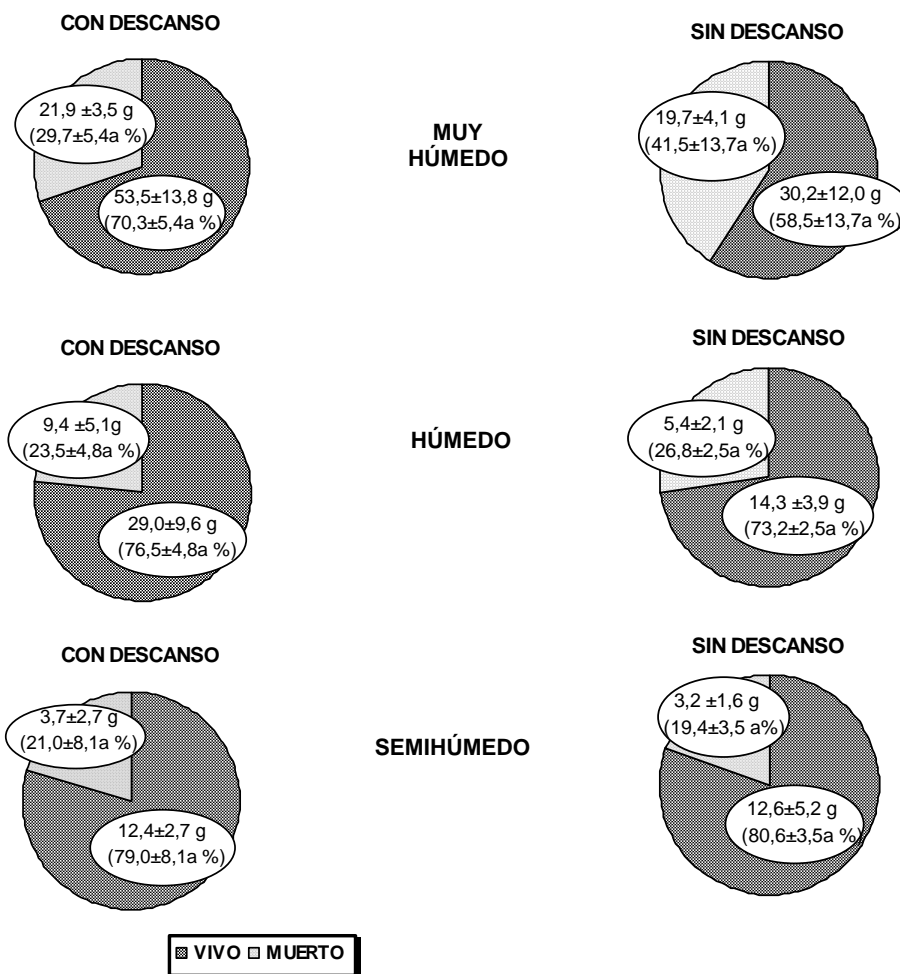 CON DESCANSO
SIN DESCANSO
21,9 ±3,5 g
(29,7±5,4a %)
53,5±13,8 g
(70,3±5,4a %)
MUY
HÚMEDO
19,7±4,1 g
(41,5±13,7a %)
30,2±12,0 g
(58,5±13,7a %)
CON DESCANSO
SIN DESCANSO
9,4 ±5,1g
(23,5±4,8a %)
29,0±9,6 g
(76,5±4,8a %)
HÚMEDO
5,4±2,1 g
(26,8±2,5a %)
14,3 ±3,9 g
(73,2±2,5a %)
CON DESCANSO
SIN DESCANSO
3,7±2,7 g
(21,0±8,1a %)
12,4±2,7 g
(79,0±8,1a %)
SEMIHÚMEDO
3,2 ±1,6 g
(19,4±3,5 a%)
12,6±5,2 g
(80,6±3,5a %)
VIVO MUERTO